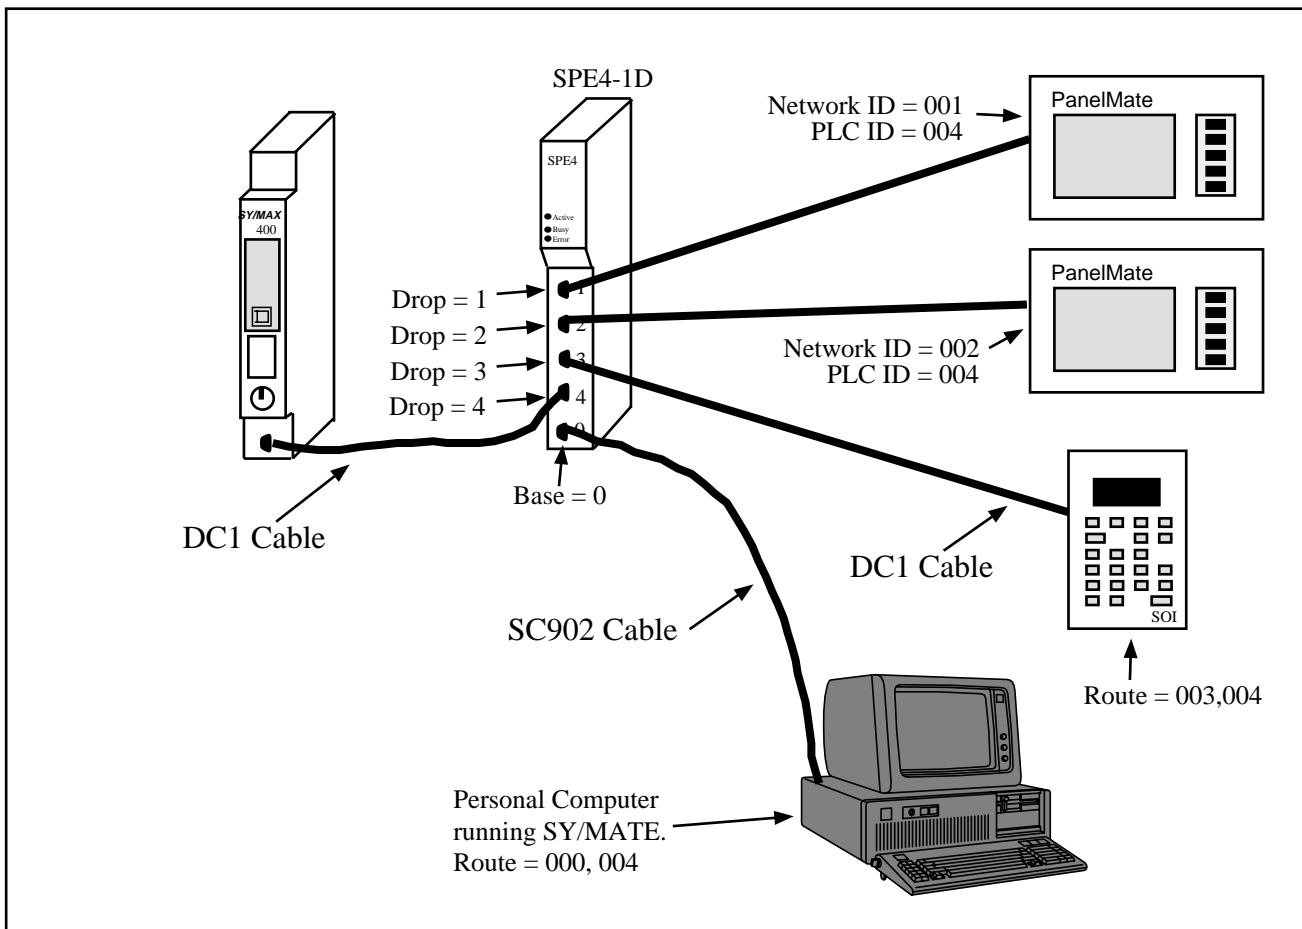 SPE4-1D
Network ID = 001
PLC ID = 004
PanelMate
SPE4
SY/MAX
400
Active
Busy
Error
PanelMate
Drop = 1
1
Drop = 2
2
Network ID = 002
PLC ID = 004
Drop = 3
3
Drop = 4
4
0
Base = 0
DC1 Cable
DC1 Cable
SC902 Cable
SOI
Route = 003,004
Personal Computer
running SY/MATE.
Route = 000, 004